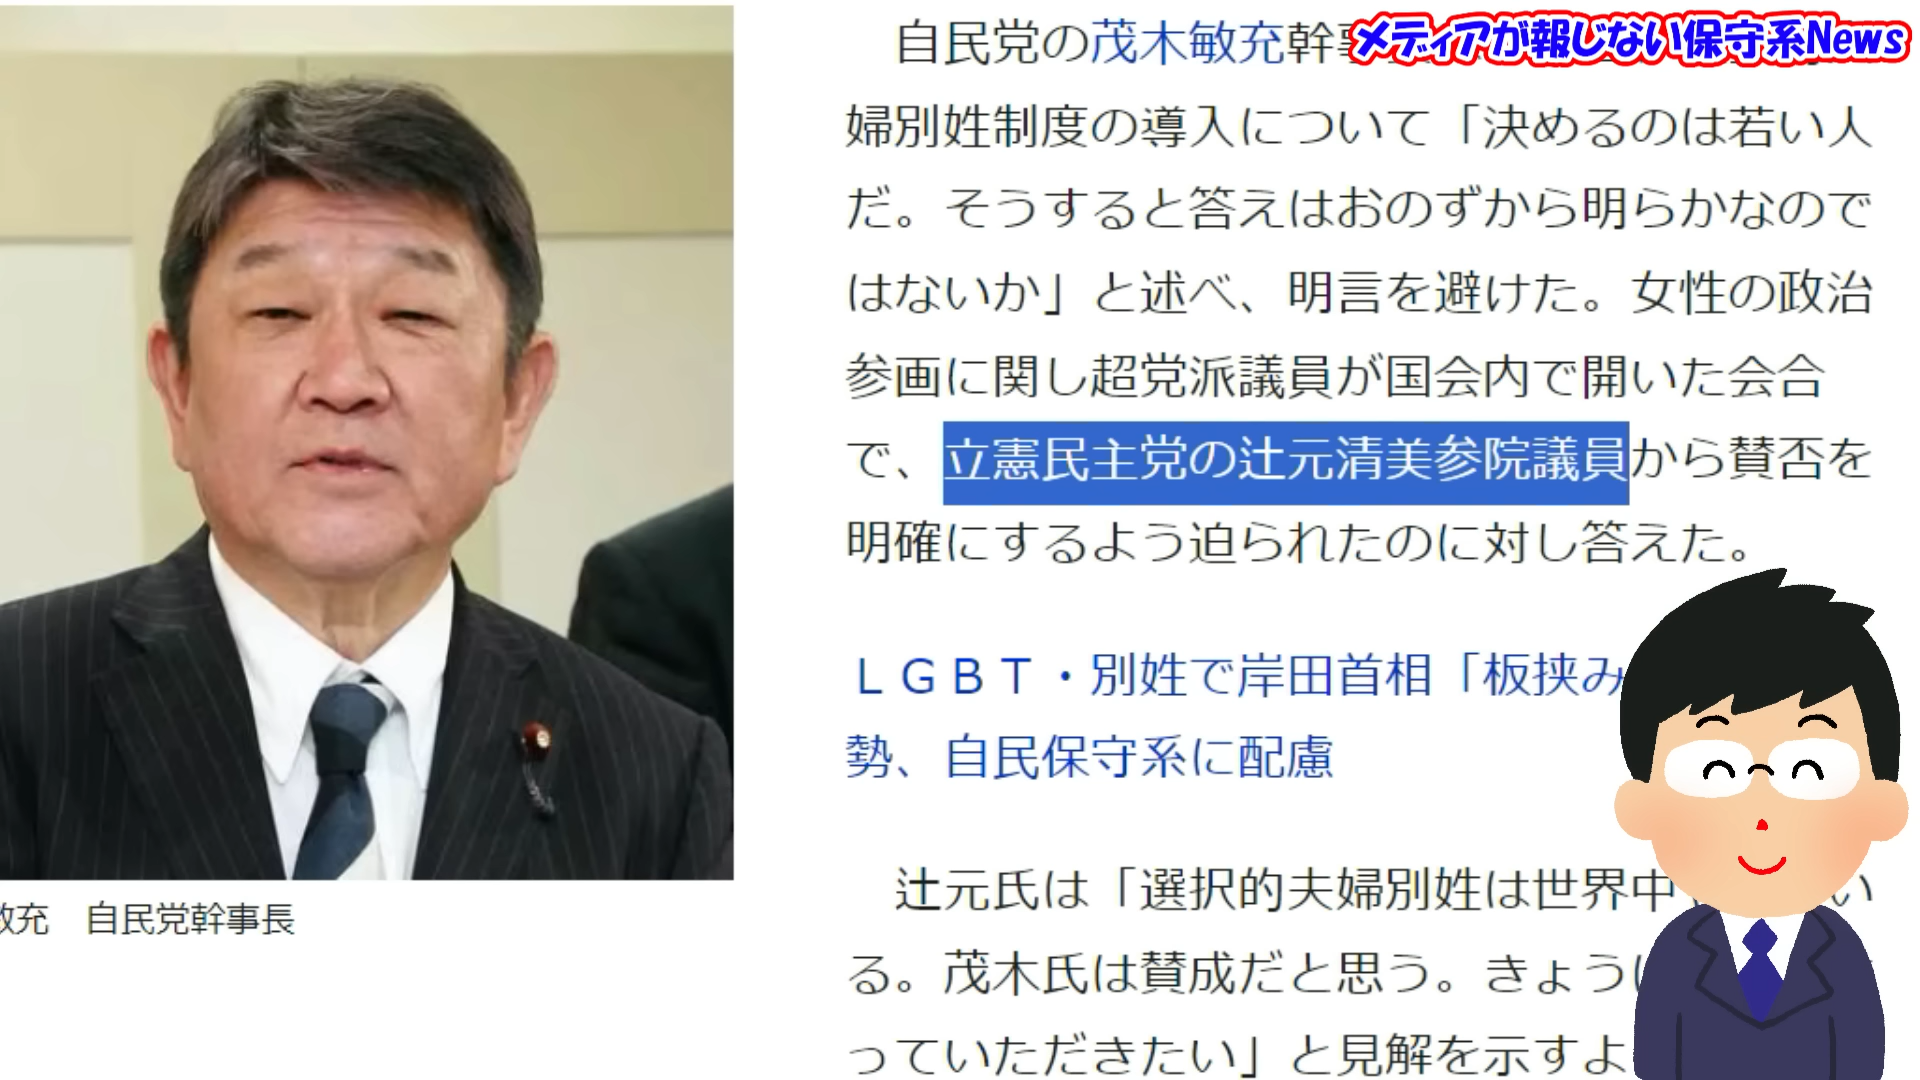 メディアが報じない保守系News
自民党の茂木敏充幹
婦別姓制度の導入について「決めるのは若い人
だ。そうすると答えはおのずから明らかなので
はないか」と述べ、明言を避けた。女性の政治
参画に関し超党派議員が国会内で開いた会合
で、立憲民主党の辻元清美参院議員から賛否を
明確にするよう迫られたのに対し答えた。
ＬＧＢＴ・別姓で岸田首相「板挟み
勢、自民保守系に配慮
辻元氏は「選択的夫婦別姓は世界中 い
る。茂木氏は賛成だと思う。きょう
っていただきたい」と見解を示すよ
敏充　自民党幹事長